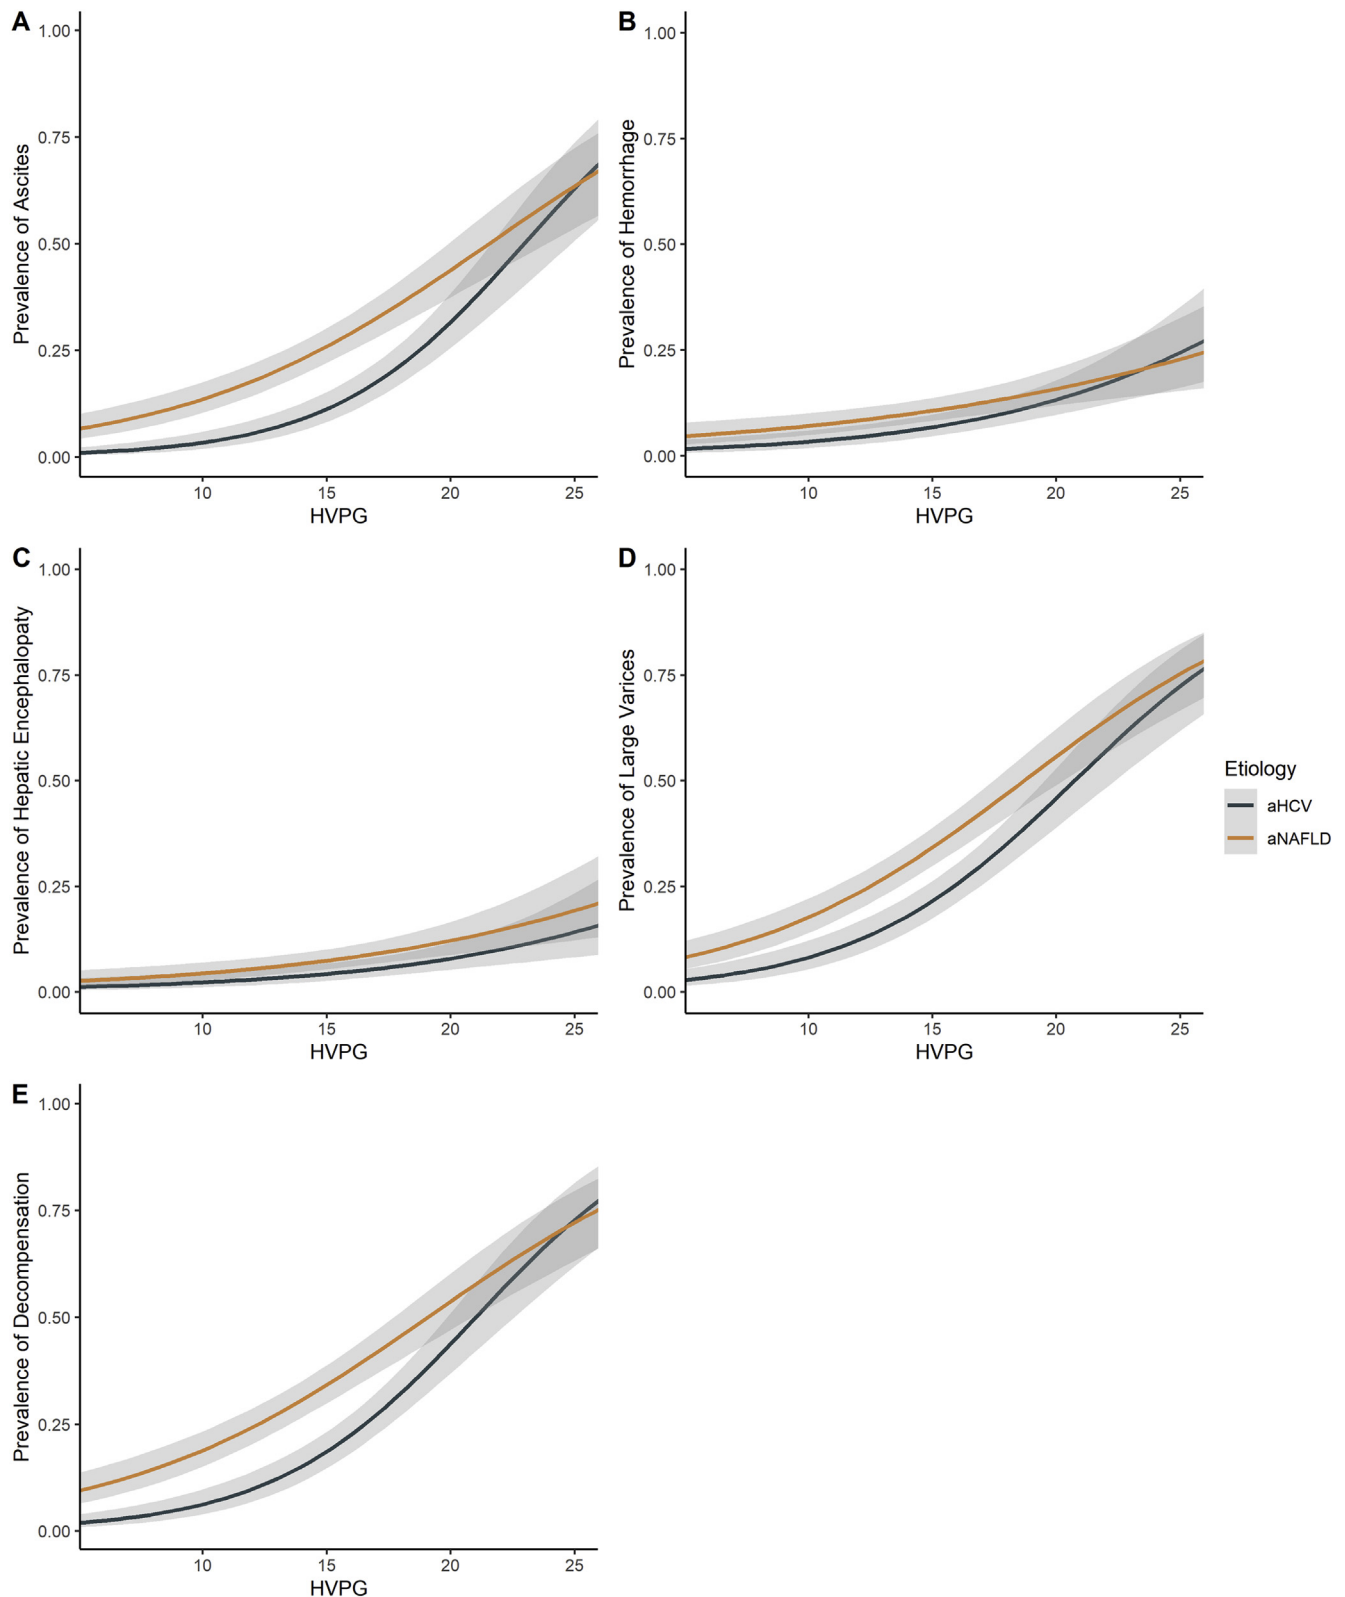 A
Prevalence of Ascites
1.00
0.75
0.50
0.25
0.00
10 15 20 25
HVPG
B
Prevalence of Hemorrhage
1.00
0.75
0.50
0.25
0.00
10 15 20 25
HVPG
C
Prevalence of Hepatic Encephalopaty
1.00
0.75
0.50
0.25
0.00
10 15 20 25
HVPG
D
Prevalence of Large Varices
1.00
0.75
0.50
0.25
0.00
10 15 20 25
HVPG
Etiology
aHCV
aNAFLD
E
Prevalence of Decompensation
1.00
0.75
0.50
0.25
0.00
10 15 20 25
HVPG